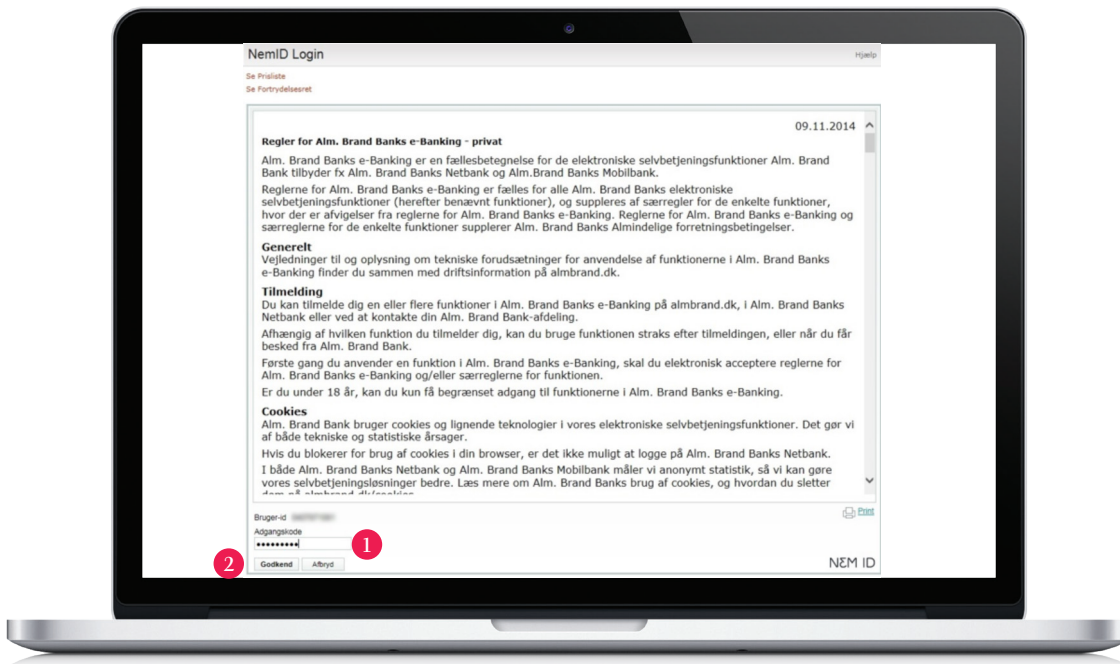 NemID Login
Hjælp
Se Prisliste
Se Fortrydelsesret
09.11.2014
Regler for Alm. Brand Banks e-Banking - privat
Alm. Brand Banks e-Banking er en fællesbetegnelse for de elektroniske selvbetjeningsfunktioner Alm. Brand
Bank tilbyder fx Alm. Brand Banks Netbank og Alm.Brand Banks Mobilbank.
Reglerne for Alm. Brand Banks e-Banking er fælles for alle Alm. Brand Banks elektroniske
selvbetjeningsfunktioner (herefter benævnt funktioner), og suppleres af særregler for de enkelte funktioner,
hvor der er afvigelser fra reglerne for Alm. Brand Banks e-Banking. Reglerne for Alm. Brand Banks e-Banking og
særreglerne for de enkelte funktioner supplerer Alm. Brand Banks Almindelige forretningsbetingelser.
Generelt
Vejledninger til og oplysning om tekniske forudsætninger for anvendelse af funktionerne i Alm. Brand Banks
e-Banking finder du sammen med driftsinformation på almbrand.dk.
Tilmelding
Du kan tilmelde dig en eller flere funktioner i Alm. Brand Banks e-Banking på almbrand.dk, i Alm. Brand Banks
Netbank eller ved at kontakte din Alm. Brand Bank-afdeling.
Afhængig af hvilken funktion du tilmelder dig, kan du bruge funktionen straks efter tilmeldingen, eller når du får
besked fra Alm. Brand Bank.
Første gang du anvender en funktion i Alm. Brand Banks e-Banking, skal du elektronisk acceptere reglerne for
Alm. Brand Banks e-Banking og/eller særreglerne for funktionen.
Er du under 18 år, kan du kun få begrænset adgang til funktionerne i Alm. Brand Banks e-Banking.
Cookies
Alm. Brand Bank bruger cookies og lignende teknologier i vores elektroniske selvbetjeningsfunktioner. Det gør vi
af både tekniske og statistiske årsager.
Hvis du blokerer for brug af cookies i din browser, er det ikke muligt at logge på Alm. Brand Banks Netbank.
I både Alm. Brand Banks Netbank og Alm. Brand Banks Mobilbank måler vi anonymt statistik, så vi kan gøre
vores selvbetjeningsløsninger bedre. Læs mere om Alm. Brand Banks brug af cookies, og hvordan du sletter
dem på almbrand.dk/cookies
Bruger-id
Print
Adgangskode
•••••••••
1
2
Godkend Afbryd
NEM ID